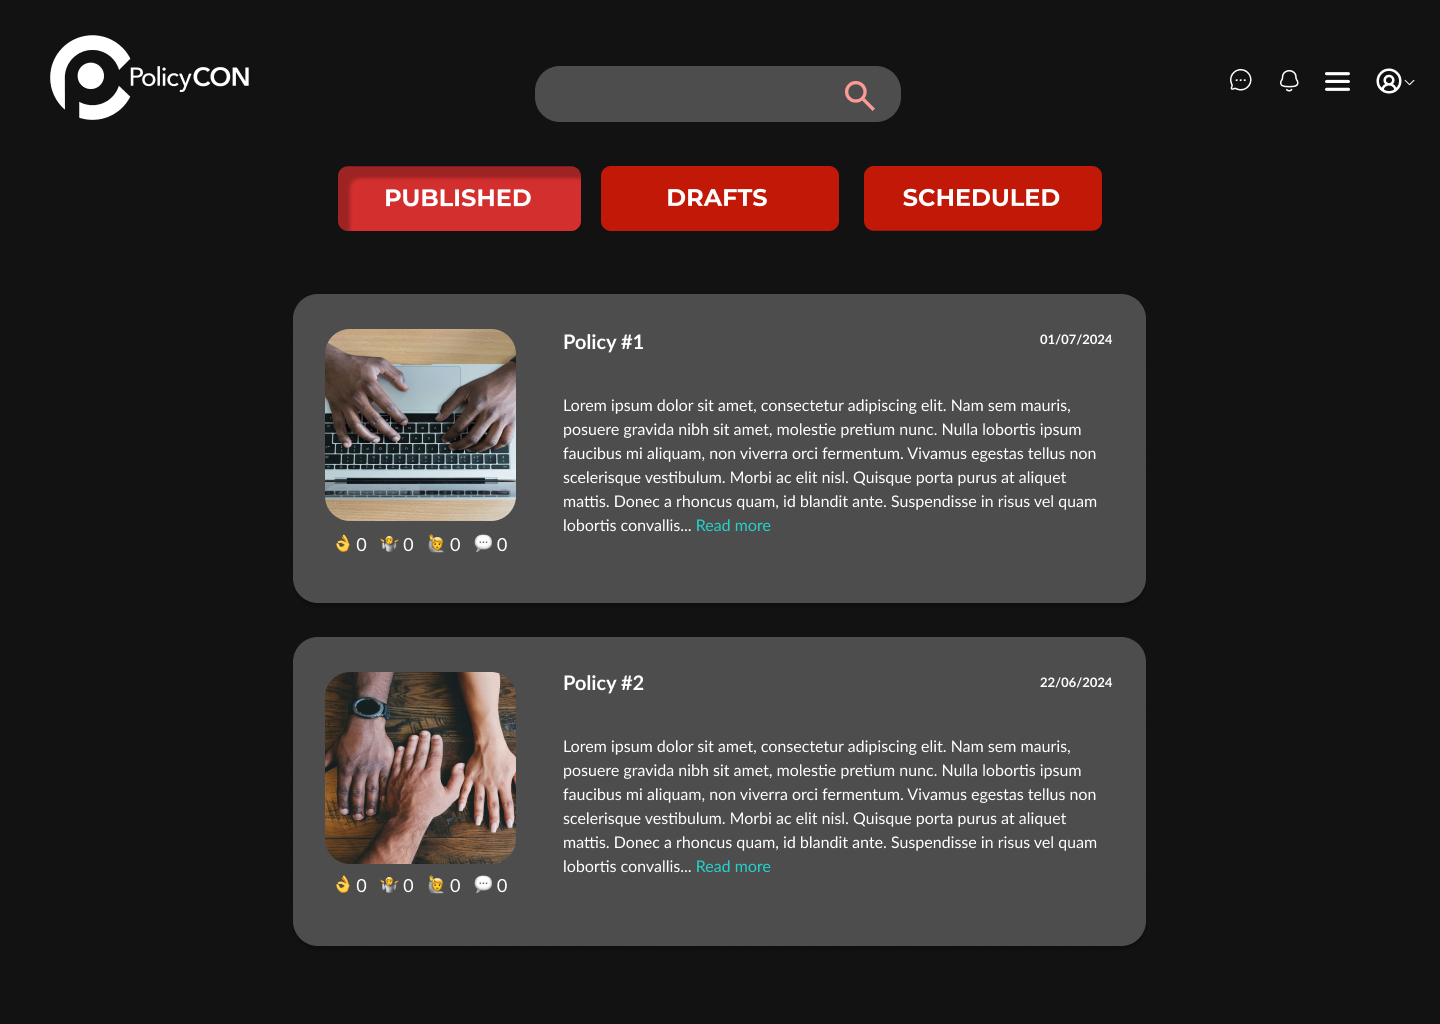 PolicyCON
PUBLISHED
DRAFTS
SCHEDULED
Policy #1
01/07/2024
Lorem ipsum dolor sit amet, consectetur adipiscing elit. Nam sem mauris,
posuere gravida nibh sit amet, molestie pretium nunc. Nulla lobortis ipsum
faucibus mi aliquam, non viverra orci fermentum. Vivamus egestas tellus non
scelerisque vestibulum. Morbi ac elit nisl. Quisque porta purus at aliquet
mattis. Donec a rhoncus quam, id blandit ante. Suspendisse in risus vel quam
lobortis convallis... Read more
👌 0 🤷 0 🙋 0 💬 0
Policy #2
22/06/2024
Lorem ipsum dolor sit amet, consectetur adipiscing elit. Nam sem mauris,
posuere gravida nibh sit amet, molestie pretium nunc. Nulla lobortis ipsum
faucibus mi aliquam, non viverra orci fermentum. Vivamus egestas tellus non
scelerisque vestibulum. Morbi ac elit nisl. Quisque porta purus at aliquet
mattis. Donec a rhoncus quam, id blandit ante. Suspendisse in risus vel quam
lobortis convallis... Read more
👌 0 🤷 0 🙋 0 💬 0